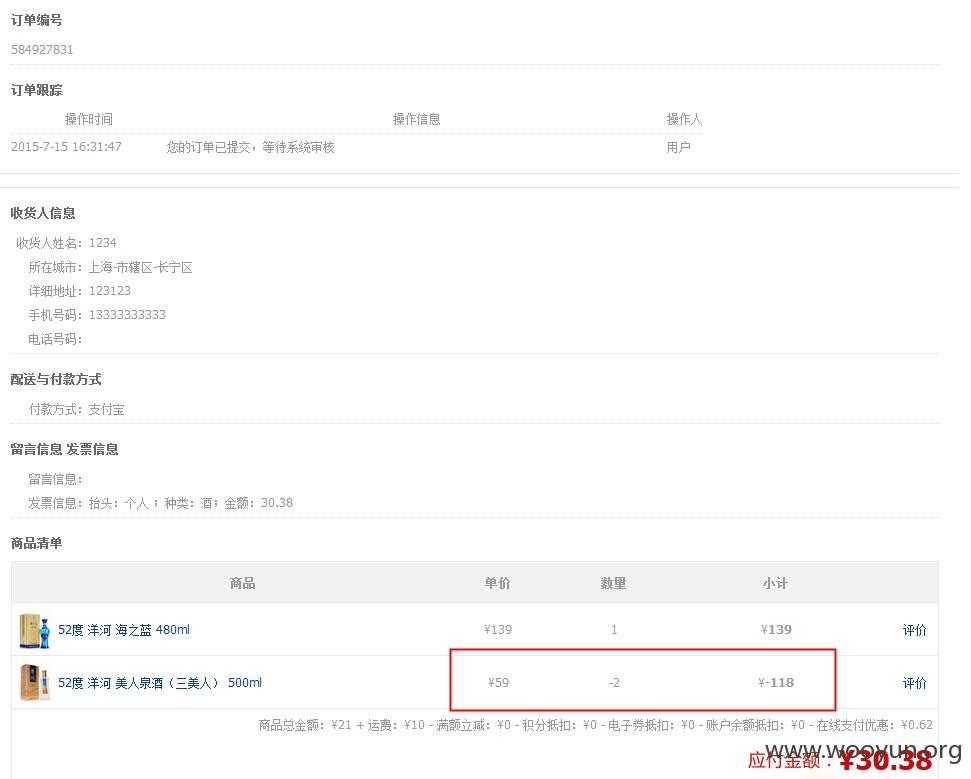 订单编号
584927831
订单跟踪
操作时间 操作信息 操作人
2015-7-15 16:31:47 您的订单已提交，等待系统审核 用户
收货人信息
收货人姓名：1234
所在城市：上海-市辖区-长宁区
详细地址：123123
手机号码：13333333333
电话号码：
配送与付款方式
付款方式：支付宝
留言信息 发票信息
留言信息：
发票信息：抬头：个人 ；种类：酒；金额：30.38
商品清单
商品 单价 数量 小计
52度 洋河 海之蓝 480ml ¥139 1 ¥139 评价
52度 洋河 美人泉酒（三美人） 500ml ¥59 -2 ¥-118 评价
商品总金额：¥21 + 运费：¥10 - 满额立减：¥0 - 积分抵扣：¥0 - 电子券抵扣：¥0 - 账户余额抵扣：¥0 - 在线支付优惠：¥0.62
www.wooyun.org
应付金额：¥30.38